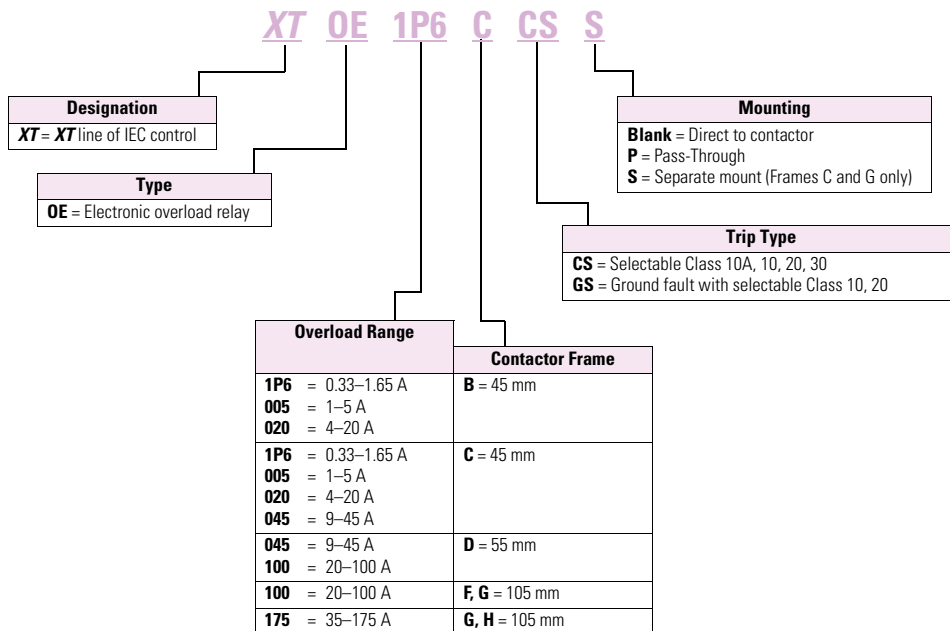 XT OE 1P6 C CS S
Designation
XT = XT line of IEC control
Type
OE = Electronic overload relay
Mounting
Blank = Direct to contactor
P = Pass-Through
S = Separate mount (Frames C and G only)
Trip Type
CS = Selectable Class 10A, 10, 20, 30
GS = Ground fault with selectable Class 10, 20
Overload Range
Contactor Frame
1P6 = 0.33–1.65 A B = 45 mm
005 = 1–5 A
020 = 4–20 A
1P6 = 0.33–1.65 A C = 45 mm
005 = 1–5 A
020 = 4–20 A
045 = 9–45 A
045 = 9–45 A D = 55 mm
100 = 20–100 A
100 = 20–100 A F, G = 105 mm
175 = 35–175 A G, H = 105 mm